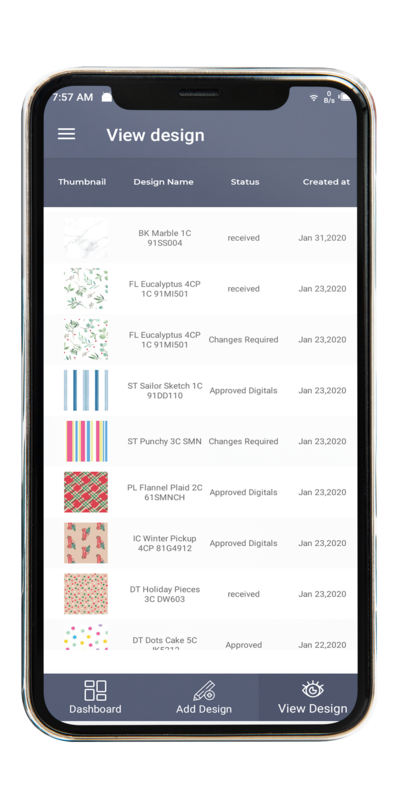 7:57 AM
0
B/s
View design
Thumbnail Design Name Status Created at
BK Marble 1C
91SS004
received
Jan 31,2020
FL Eucalyptus 4CP
1C 91MI501
received
Jan 23,2020
FL Eucalyptus 4CP
1C 91MI501
Changes Required
Jan 23,2020
ST Sailor Sketch 1C
91DD110
Approved Digitals
Jan 23,2020
ST Punchy 3C SMN
Changes Required
Jan 23,2020
PL Flannel Plaid 2C
61SMNCH
Approved Digitals
Jan 23,2020
IC Winter Pickup
4CP 81G4912
Approved Digitals
Jan 23,2020
DT Holiday Pieces
3C DW603
received
Jan 23,2020
DT Dots Cake 5C
Approved
Jan 22,2020
Dashboard
Add Design
View Design